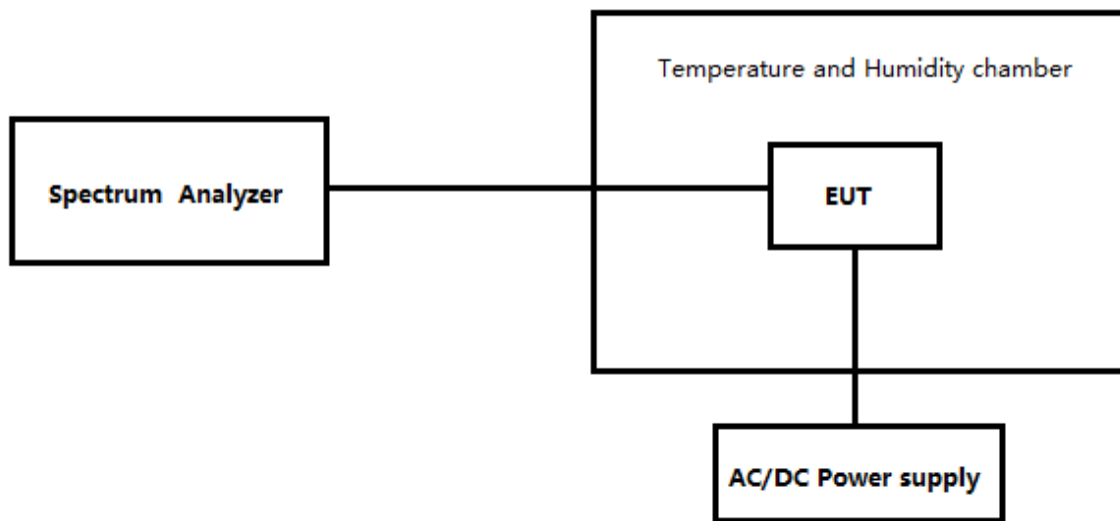 Temperature and Humidity chamber
Spectrum Analyzer
EUT
AC/DC Power supply